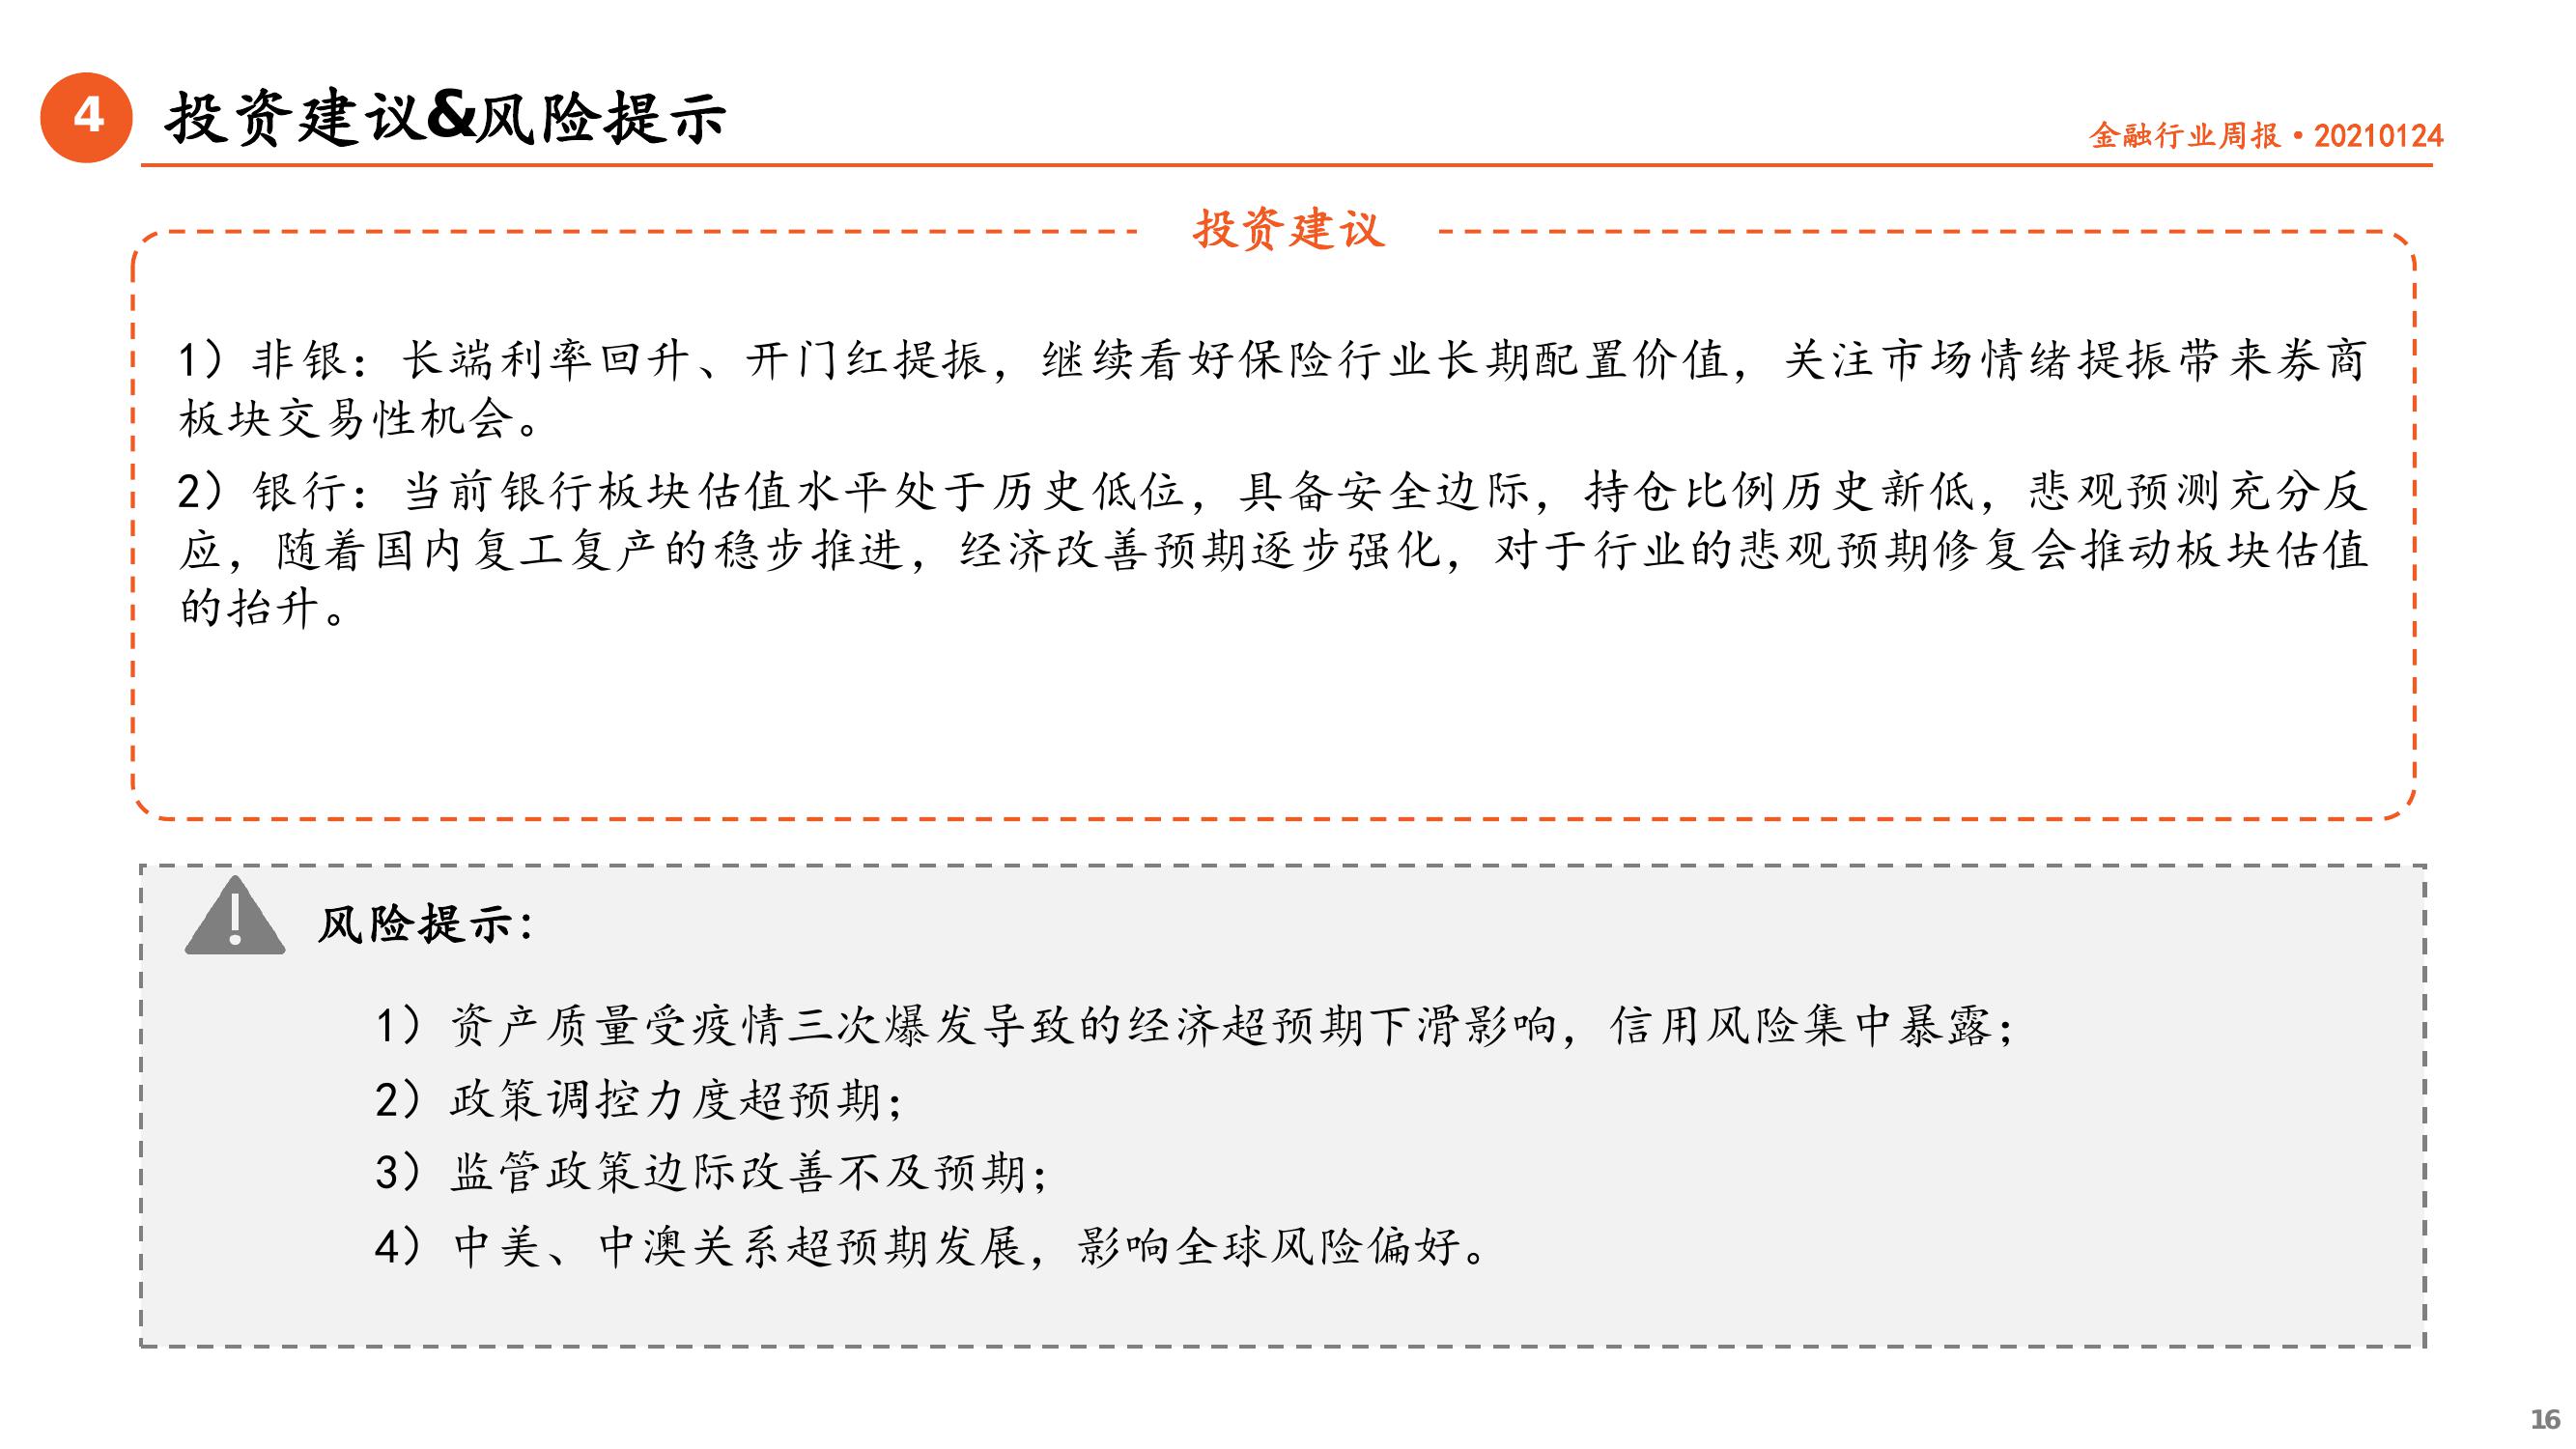 4
投资建议&风险提示
金融行业周报·20210124
投资建议
1）非银：长端利率回升、开门红提振，继续看好保险行业长期配置价值，关注市场情绪提振带来券商
板块交易性机会。
2）银行：当前银行板块估值水平处于历史低位，具备安全边际，持仓比例历史新低，悲观预测充分反
应，随着国内复工复产的稳步推进，经济改善预期逐步强化，对于行业的悲观预期修复会推动板块估值
的抬升。
风险提示：
1）资产质量受疫情三次爆发导致的经济超预期下滑影响，信用风险集中暴露；
2）政策调控力度超预期；
3）监管政策边际改善不及预期；
4）中美、中澳关系超预期发展，影响全球风险偏好。
16